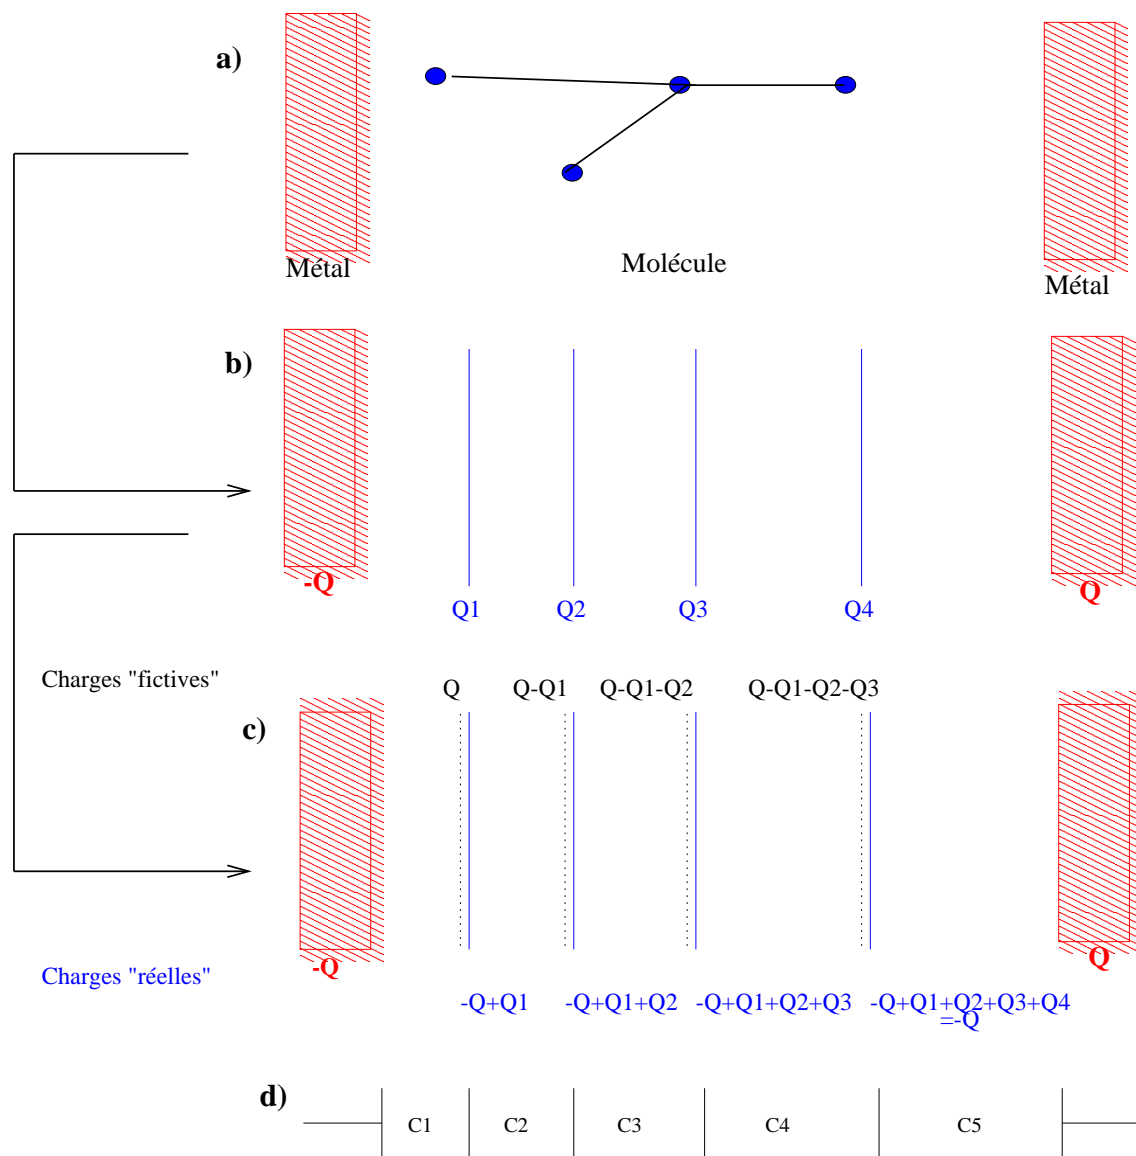 a)
Métal
Molécule
Métal
b)
-Q
Q
Q1 Q2 Q3 Q4
Charges "fictives"
Q Q-Q1 Q-Q1-Q2 Q-Q1-Q2-Q3
c)
-Q
Q
Charges "réelles"
-Q+Q1 -Q+Q1+Q2 -Q+Q1+Q2+Q3 -Q+Q1+Q2+Q3+Q4
=-Q
d)
C1 C2 C3 C4 C5